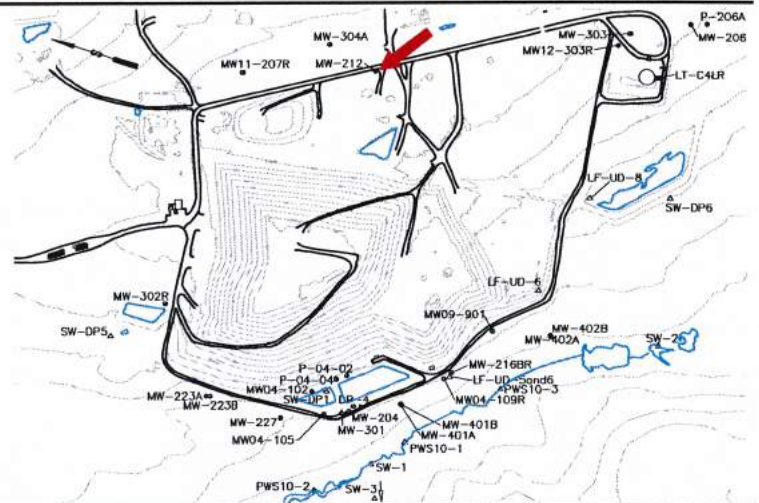 P-206A
MW-303
MW-206
MW-304A
MW12-303R
MW-212
MW11-207R
LT-C4LR
LF-UD-8
SW-DP6
LF-UD-6
MW-302R
MW09-901
SW-DP5
MW-402B
MW-402A
SW-2
P-04-02
P-04-04
MW-216BR
MW04-102
LF-UD-Sand6
MW-223A
SW-DP1
DP-4
PWS10-3
MW-223B
MW04-109R
MW-204
MW-227
MW-301
MW-401B
MW04-105
MW-401A
PWS10-1
SW-1
PWS10-2
SW-3